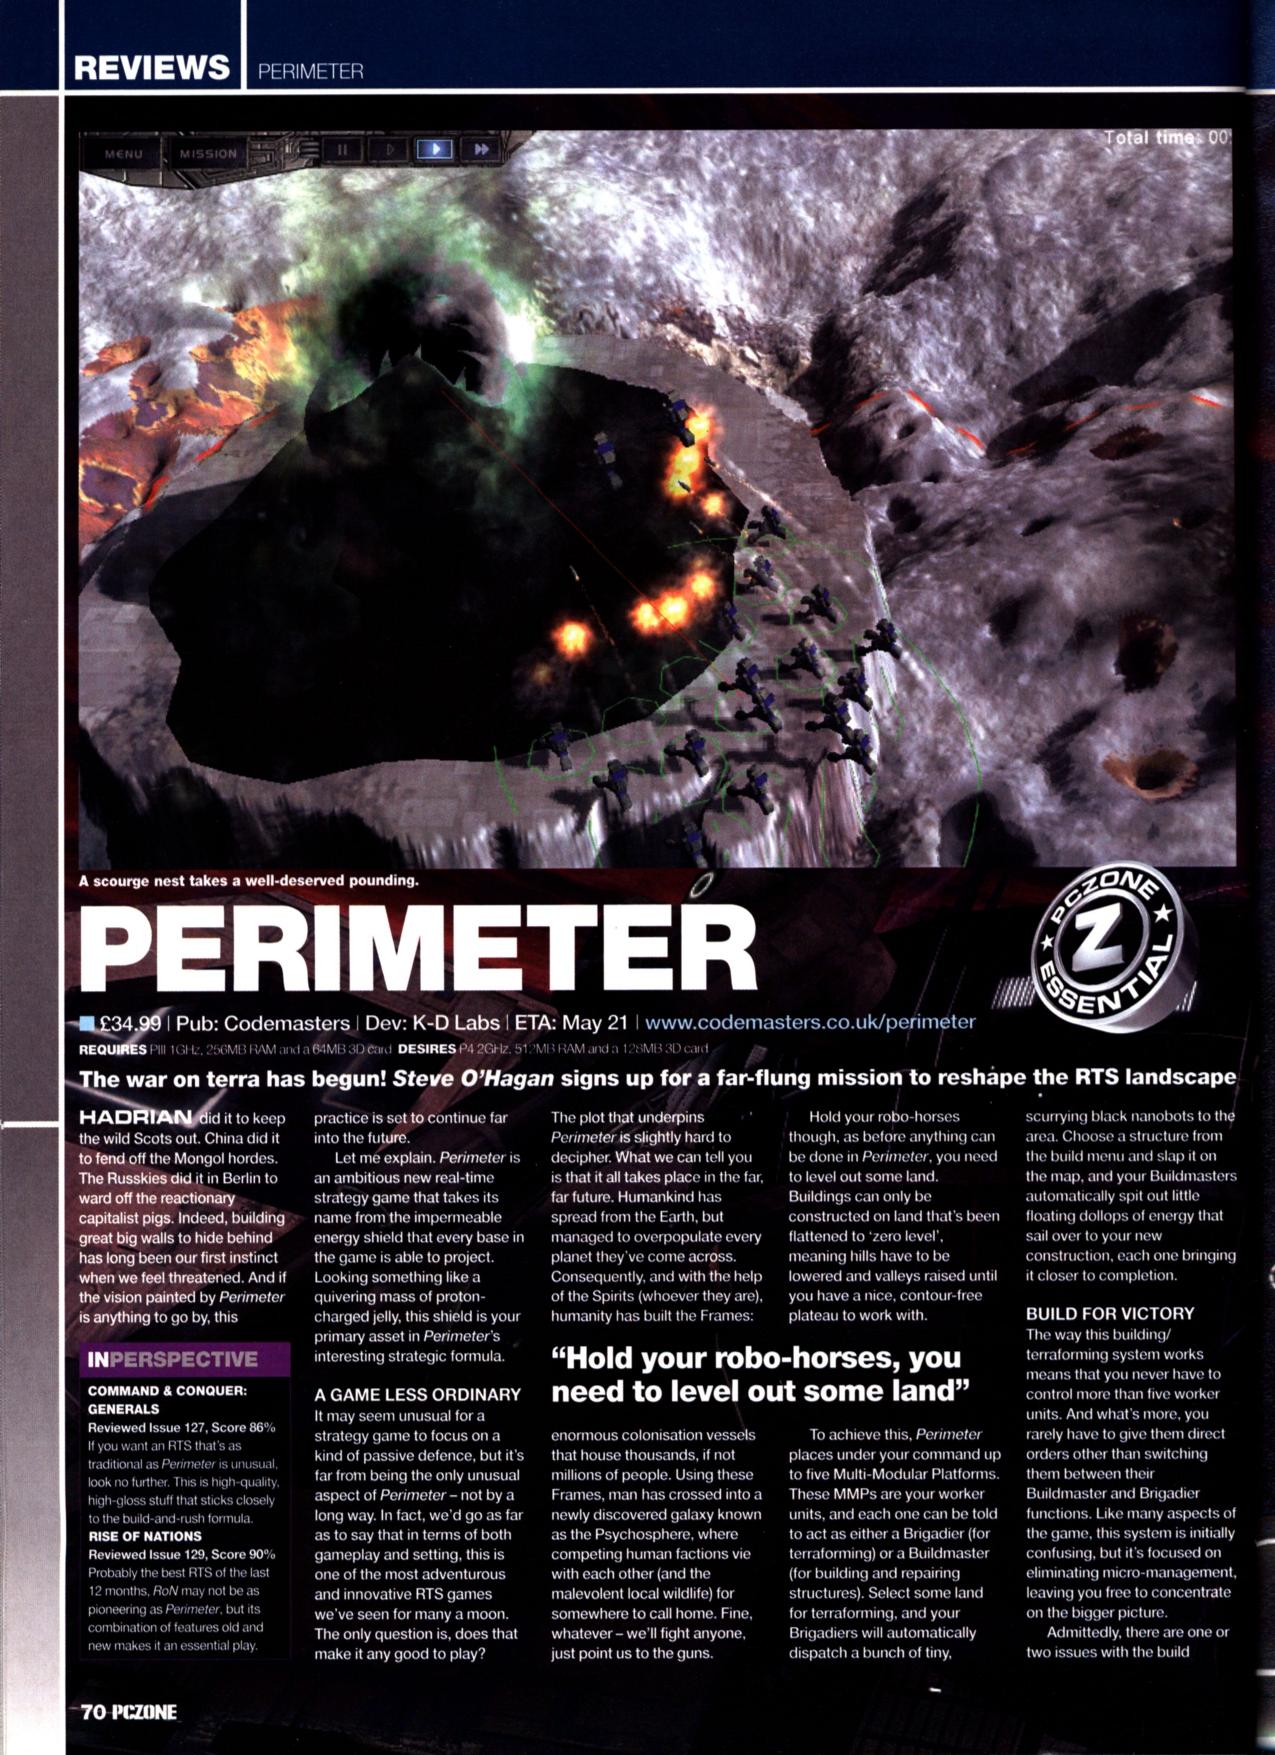 REVIEWS PERIMETER
MENU MISSION
Total time: 00
A scourge nest takes a well-deserved pounding.
PERIMETER
PCZONE
Z
ESSENTIAL
£34.99 | Pub: Codemasters | Dev: K-D Labs | ETA: May 21 | www.codemasters.co.uk/perimeter
REQUIRES PIII 1GHz, 256MB RAM and a 64MB 3D card DESIRES P4 2GHz, 512MB RAM and a 128MB 3D card
The war on terra has begun! Steve O'Hagan signs up for a far-flung mission to reshape the RTS landscape
HADRIAN did it to keep
the wild Scots out. China did it
to fend off the Mongol hordes.
The Russkies did it in Berlin to
ward off the reactionary
capitalist pigs. Indeed, building
great big walls to hide behind
has long been our first instinct
when we feel threatened. And if
the vision painted by Perimeter
is anything to go by, this
INPERSPECTIVE
COMMAND & CONQUER:
GENERALS
Reviewed Issue 127, Score 86%
If you want an RTS that's as
traditional as Perimeter is unusual,
look no further. This is high-quality,
high-gloss stuff that sticks closely
to the build-and-rush formula.
RISE OF NATIONS
Reviewed Issue 129, Score 90%
Probably the best RTS of the last
12 months, RoN may not be as
pioneering as Perimeter, but its
combination of features old and
new makes it an essential play.
practice is set to continue far
into the future.
Let me explain. Perimeter is
an ambitious new real-time
strategy game that takes its
name from the impermeable
energy shield that every base in
the game is able to project.
Looking something like a
quivering mass of proton-
charged jelly, this shield is your
primary asset in Perimeter's
interesting strategic formula.
A GAME LESS ORDINARY
It may seem unusual for a
strategy game to focus on a
kind of passive defence, but it's
far from being the only unusual
aspect of Perimeter – not by a
long way. In fact, we'd go as far
as to say that in terms of both
gameplay and setting, this is
one of the most adventurous
and innovative RTS games
we've seen for many a moon.
The only question is, does that
make it any good to play?
The plot that underpins
Perimeter is slightly hard to
decipher. What we can tell you
is that it all takes place in the far,
far future. Humankind has
spread from the Earth, but
managed to overpopulate every
planet they've come across.
Consequently, and with the help
of the Spirits (whoever they are),
humanity has built the Frames:
"Hold your robo-horses, you
need to level out some land"
enormous colonisation vessels
that house thousands, if not
millions of people. Using these
Frames, man has crossed into a
newly discovered galaxy known
as the Psychosphere, where
competing human factions vie
with each other (and the
malevolent local wildlife) for
somewhere to call home. Fine,
whatever – we'll fight anyone,
just point us to the guns.
Hold your robo-horses
though, as before anything can
be done in Perimeter, you need
to level out some land.
Buildings can only be
constructed on land that's been
flattened to 'zero level',
meaning hills have to be
lowered and valleys raised until
you have a nice, contour-free
plateau to work with.
To achieve this, Perimeter
places under your command up
to five Multi-Modular Platforms.
These MMPs are your worker
units, and each one can be told
to act as either a Brigadier (for
terraforming) or a Buildmaster
(for building and repairing
structures). Select some land
for terraforming, and your
Brigadiers will automatically
dispatch a bunch of tiny,
scurrying black nanobots to the
area. Choose a structure from
the build menu and slap it on
the map, and your Buildmasters
automatically spit out little
floating dollops of energy that
sail over to your new
construction, each one bringing
it closer to completion.
BUILD FOR VICTORY
The way this building/
terraforming system works
means that you never have to
control more than five worker
units. And what's more, you
rarely have to give them direct
orders other than switching
them between their
Buildmaster and Brigadier
functions. Like many aspects of
the game, this system is initially
confusing, but it's focused on
eliminating micro-management,
leaving you free to concentrate
on the bigger picture.
Admittedly, there are one or
two issues with the build
70 PCZONE